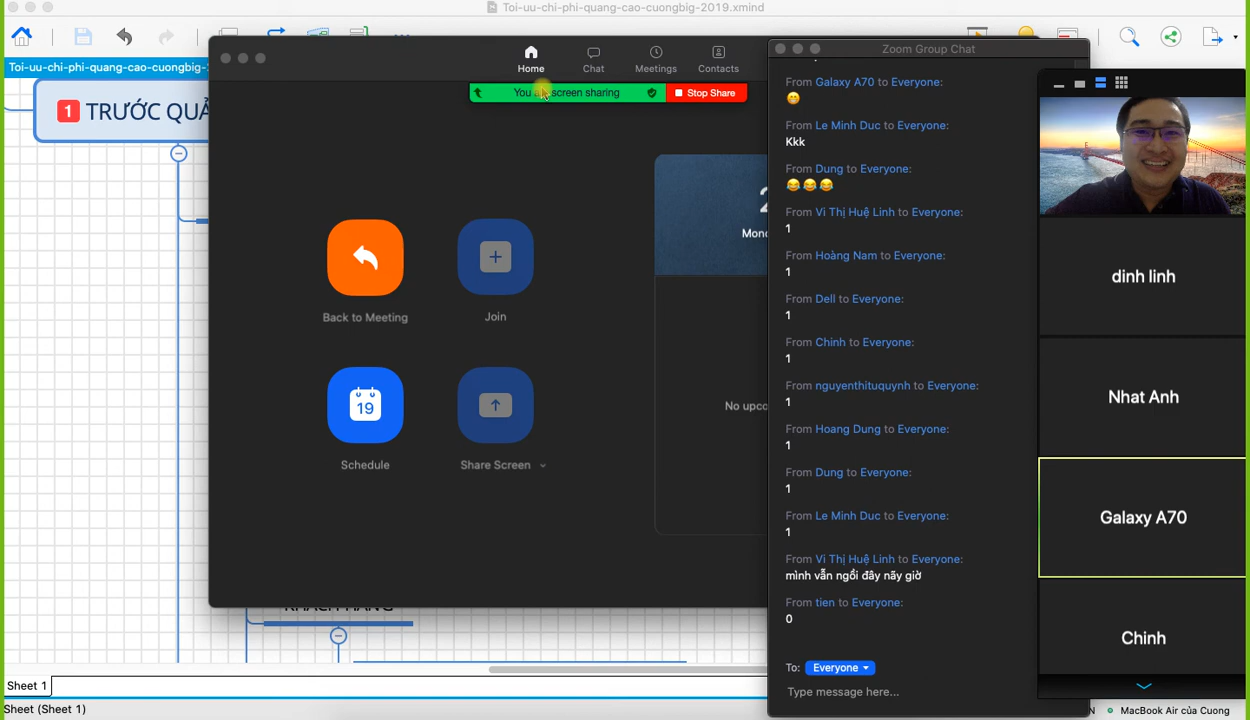 Toi-uu-chi-phi-quang-cao-cuongbig-2019.xmind
Toi-uu-chi-phi-quang-cao-cuongbig-2
1 TRƯỚC
Home
Chat
Meetings
Contacts
You screen sharing
Stop Share
Back to Meeting
Join
19
Schedule
Share Screen
No
KHÁCH HÀNG
Sheet 1
Sheet (Sheet 1)
Zoom Group Chat
From Galaxy A70 to Everyone:
😁
From Le Minh Duc to Everyone:
Kkk
From Dung to Everyone:
😂😂😂
From Vi Thị Huệ Linh to Everyone:
1
From Hoàng Nam to Everyone:
1
From Dell to Everyone:
1
From Chinh to Everyone:
1
From nguyenthituquynh to Everyone:
1
From Hoang Dung to Everyone:
1
From Dung to Everyone:
1
From Le Minh Duc to Everyone:
1
From Vi Thị Huệ Linh to Everyone:
mình vẫn ngồi đây nãy giờ
From tien to Everyone:
0
To: Everyone
Type message here...
dinh linh
Nhat Anh
Galaxy A70
Chinh
MacBook Air của Cuong